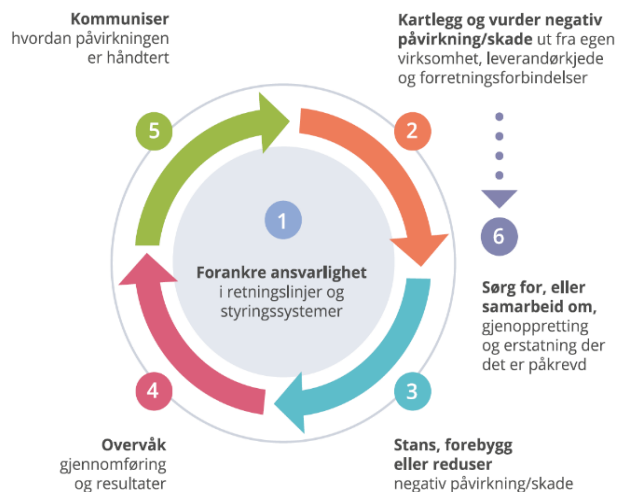 1
Forankre ansvarlighet
i retningslinjer og
styringssystemer
2
Kartlegg og vurder negativ
påvirkning/skade ut fra egen
virksomhet, leverandørkjede
og forretningsforbindelser
3
Stans, forebygg
eller reduser
negativ påvirkning/skade
4
Overvåk
gjennomføring
og resultater
5
Kommuniser
hvordan påvirkningen
er håndtert
6
Sørg for, eller
samarbeid om,
gjenoppretting
og erstatning der
det er påkrevd